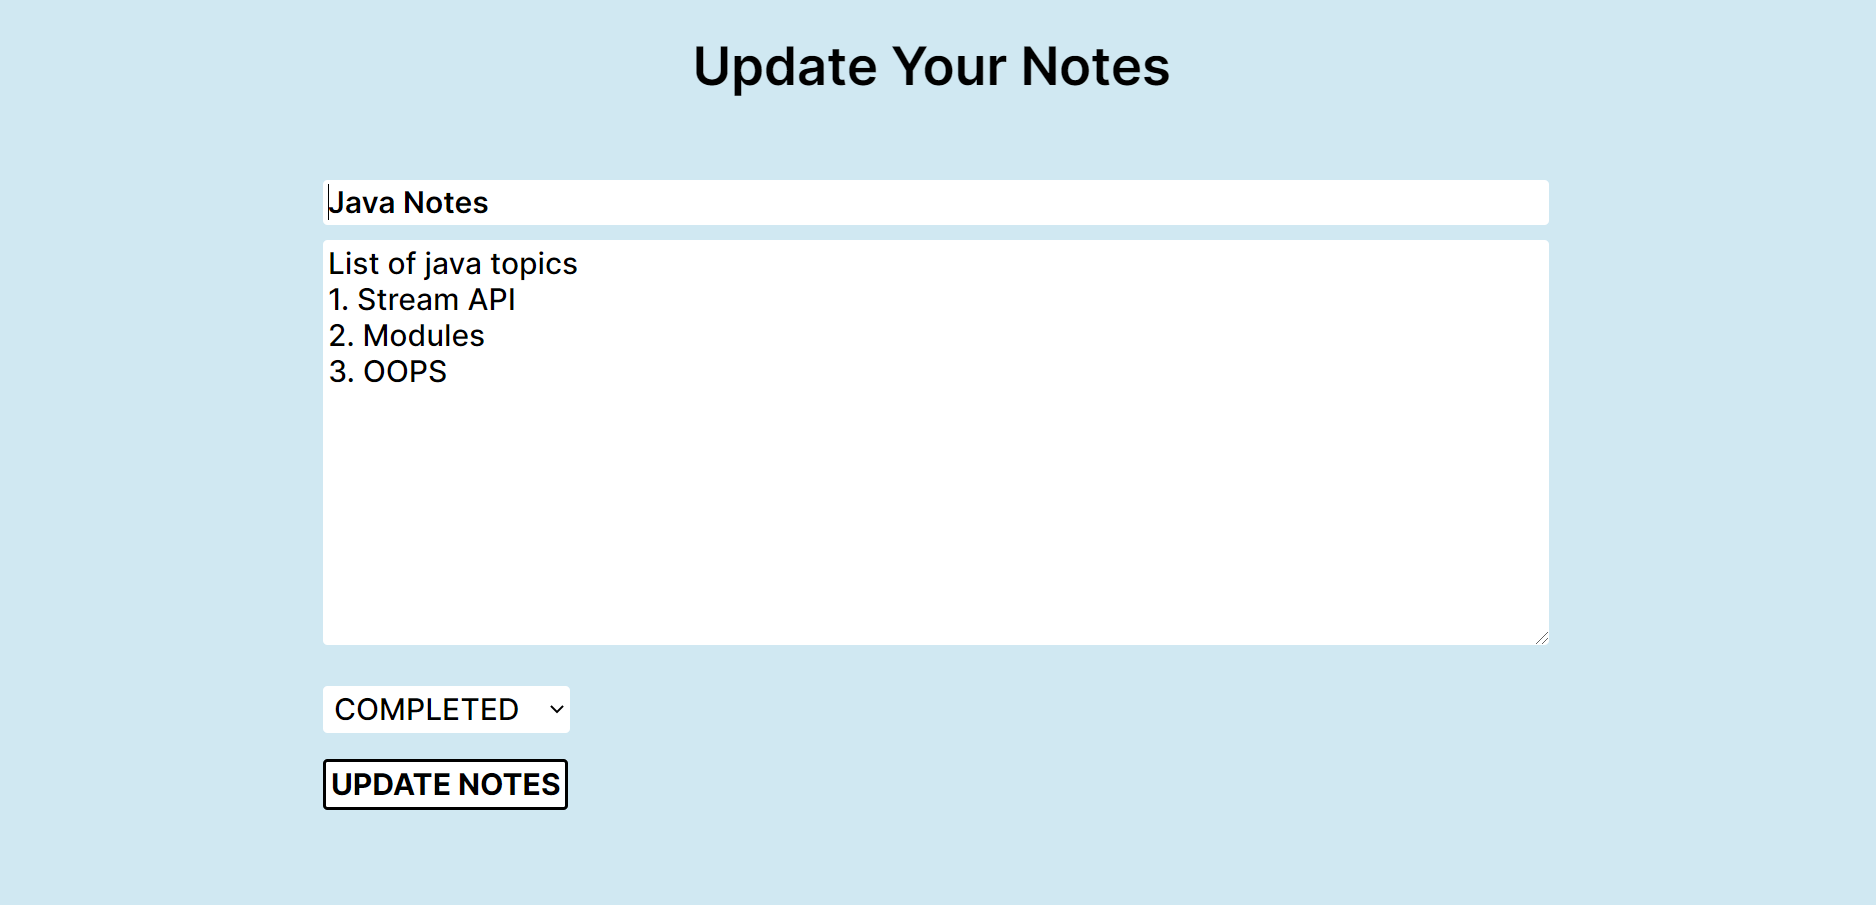 Update Your Notes
Java Notes
List of java topics
1. Stream API
2. Modules
3. OOPS
COMPLETED
UPDATE NOTES